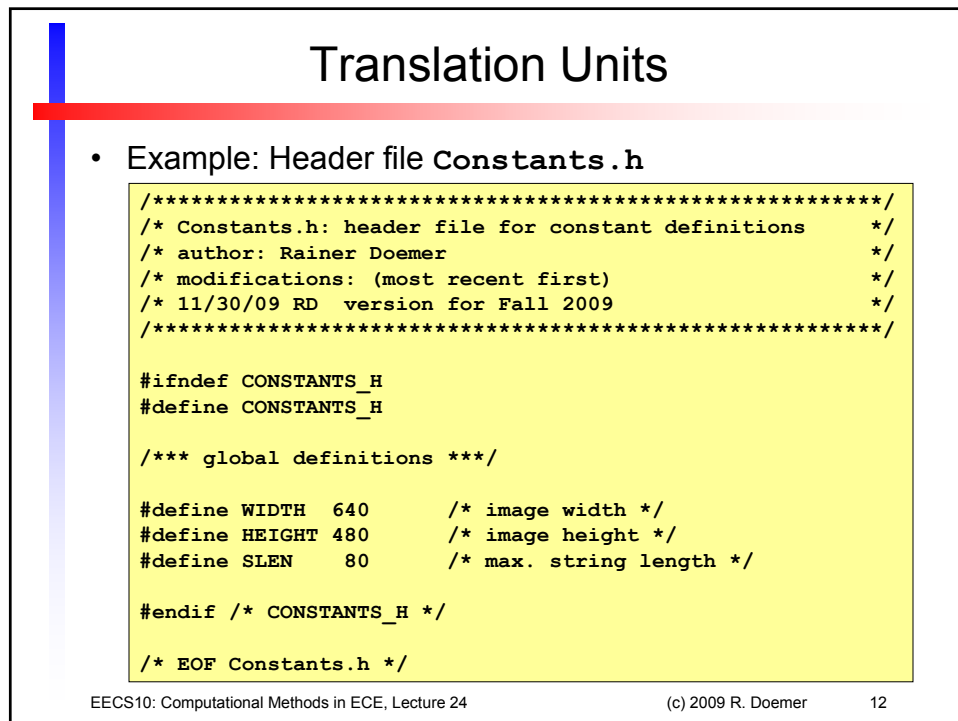 Translation Units
• Example: Header file Constants.h
/*********************************************************/
/* Constants.h: header file for constant definitions     */
/* author: Rainer Doemer                                 */
/* modifications: (most recent first)                    */
/* 11/30/09 RD  version for Fall 2009                    */
/*********************************************************/
#ifndef CONSTANTS_H
#define CONSTANTS_H
/*** global definitions ***/
#define WIDTH  640      /* image width */
#define HEIGHT 480      /* image height */
#define SLEN    80      /* max. string length */
#endif /* CONSTANTS_H */
/* EOF Constants.h */
EECS10: Computational Methods in ECE, Lecture 24 (c) 2009 R. Doemer 12